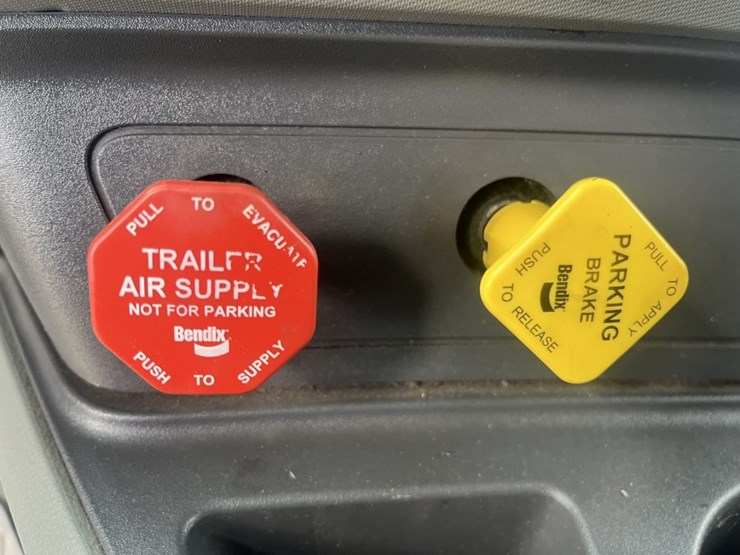 PULL TO EVACUATE
TRAILER
AIR SUPPLY
NOT FOR PARKING
Bendix
PUSH TO SUPPLY
PULL TO APPLY
PARKING
BRAKE
Bendix
PUSH TO RELEASE